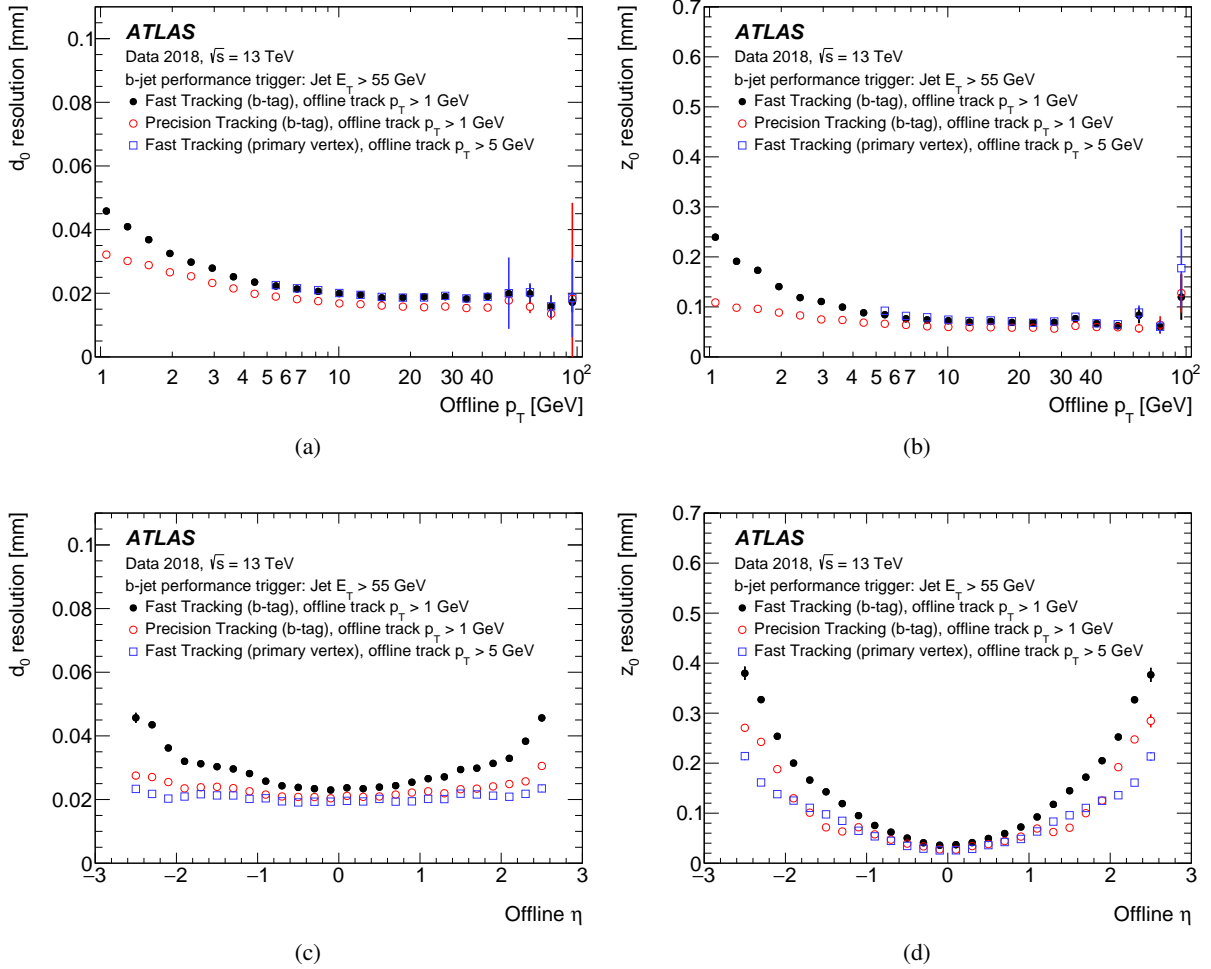 d₀ resolution [mm]
0.1
0.08
0.06
0.04
0.02
0
ATLAS
Data 2018, √s = 13 TeV
b-jet performance trigger: Jet E_T > 55 GeV
Fast Tracking (b-tag), offline track p_T > 1 GeV
Precision Tracking (b-tag), offline track p_T > 1 GeV
Fast Tracking (primary vertex), offline track p_T > 5 GeV
1 2 3 4 5 6 7 10 20 30 40 10²
Offline p_T [GeV]
(a)
z₀ resolution [mm]
0.7
0.6
0.5
0.4
0.3
0.2
0.1
0
ATLAS
Data 2018, √s = 13 TeV
b-jet performance trigger: Jet E_T > 55 GeV
Fast Tracking (b-tag), offline track p_T > 1 GeV
Precision Tracking (b-tag), offline track p_T > 1 GeV
Fast Tracking (primary vertex), offline track p_T > 5 GeV
1 2 3 4 5 6 7 10 20 30 40 10²
Offline p_T [GeV]
(b)
d₀ resolution [mm]
0.1
0.08
0.06
0.04
0.02
0
ATLAS
Data 2018, √s = 13 TeV
b-jet performance trigger: Jet E_T > 55 GeV
Fast Tracking (b-tag), offline track p_T > 1 GeV
Precision Tracking (b-tag), offline track p_T > 1 GeV
Fast Tracking (primary vertex), offline track p_T > 5 GeV
−3 −2 −1 0 1 2 3
Offline η
(c)
z₀ resolution [mm]
0.7
0.6
0.5
0.4
0.3
0.2
0.1
0
ATLAS
Data 2018, √s = 13 TeV
b-jet performance trigger: Jet E_T > 55 GeV
Fast Tracking (b-tag), offline track p_T > 1 GeV
Precision Tracking (b-tag), offline track p_T > 1 GeV
Fast Tracking (primary vertex), offline track p_T > 5 GeV
−3 −2 −1 0 1 2 3
Offline η
(d)